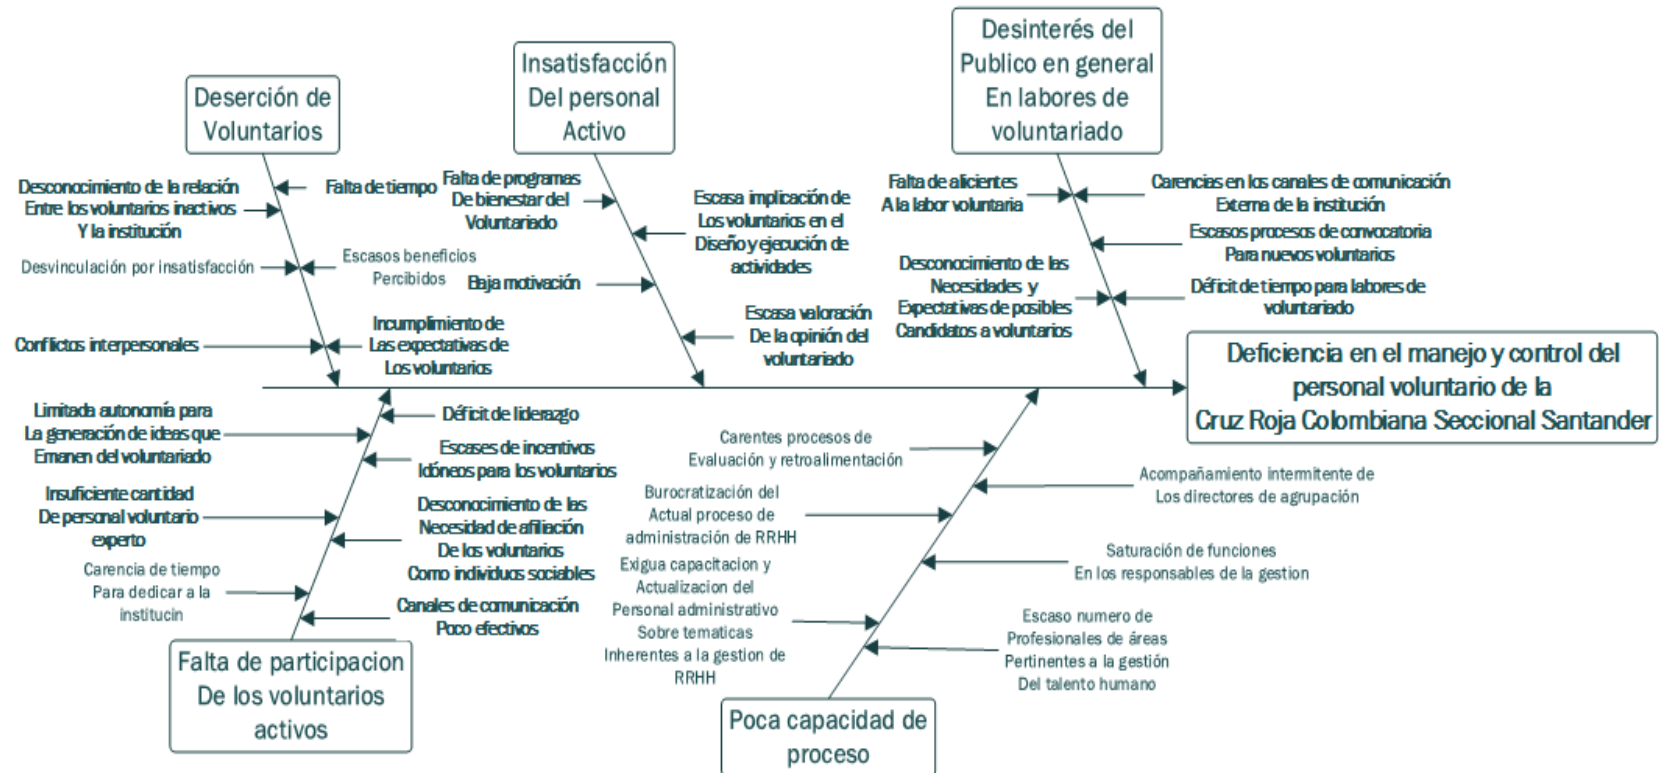 Desinterés del
Publico en general
En labores de
voluntariado
Insatisfacción
Del personal
Activo
Deserción de
Voluntarios
Desconocimiento de la relación
Entre los voluntarios inactivos
Y la institución
Falta de tiempo
Desvinculación por insatisfacción
Escasos beneficios
Percibidos
Conflictos interpersonales
Incumplimiento de
Las expectativas de
Los voluntarios
Falta de programas
De bienestar del
Voluntariado
Escasa implicación de
Los voluntarios en el
Diseño y ejecución de
actividades
Baja motivación
Escasa valoración
De la opinión del
voluntariado
Falta de alicientes
A la labor voluntaria
Carencias en los canales de comunicación
Externa de la institución
Escasos procesos de convocatoria
Para nuevos voluntarios
Desconocimiento de las
Necesidades y
Expectativas de posibles
Candidatos a voluntarios
Déficit de tiempo para labores de
voluntariado
Deficiencia en el manejo y control del
personal voluntario de la
Cruz Roja Colombiana Seccional Santander
Limitada autonomía para
La generación de ideas que
Emanen del voluntariado
Déficit de liderazgo
Escases de incentivos
Idóneos para los voluntarios
Insuficiente cantidad
De personal voluntario
experto
Desconocimiento de las
Necesidad de afiliación
De los voluntarios
Como individuos sociables
Carencia de tiempo
Para dedicar a la
institucin
Canales de comunicación
Poco efectivos
Falta de participacion
De los voluntarios
activos
Carentes procesos de
Evaluación y retroalimentación
Acompañamiento intermitente de
Los directores de agrupación
Burocratización del
Actual proceso de
administración de RRHH
Saturación de funciones
En los responsables de la gestion
Exigua capacitacion y
Actualizacion del
Personal administrativo
Sobre tematicas
Inherentes a la gestion de
RRHH
Escaso numero de
Profesionales de áreas
Pertinentes a la gestión
Del talento humano
Poca capacidad de
proceso